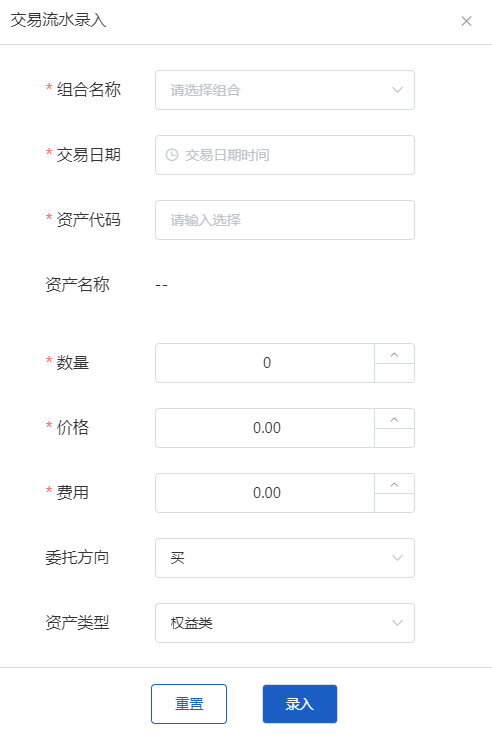 交易流水录入
* 组合名称 请选择组合
* 交易日期 交易日期时间
* 资产代码 请输入选择
资产名称 --
* 数量 0
* 价格 0.00
* 费用 0.00
委托方向 买
资产类型 权益类
重置 录入